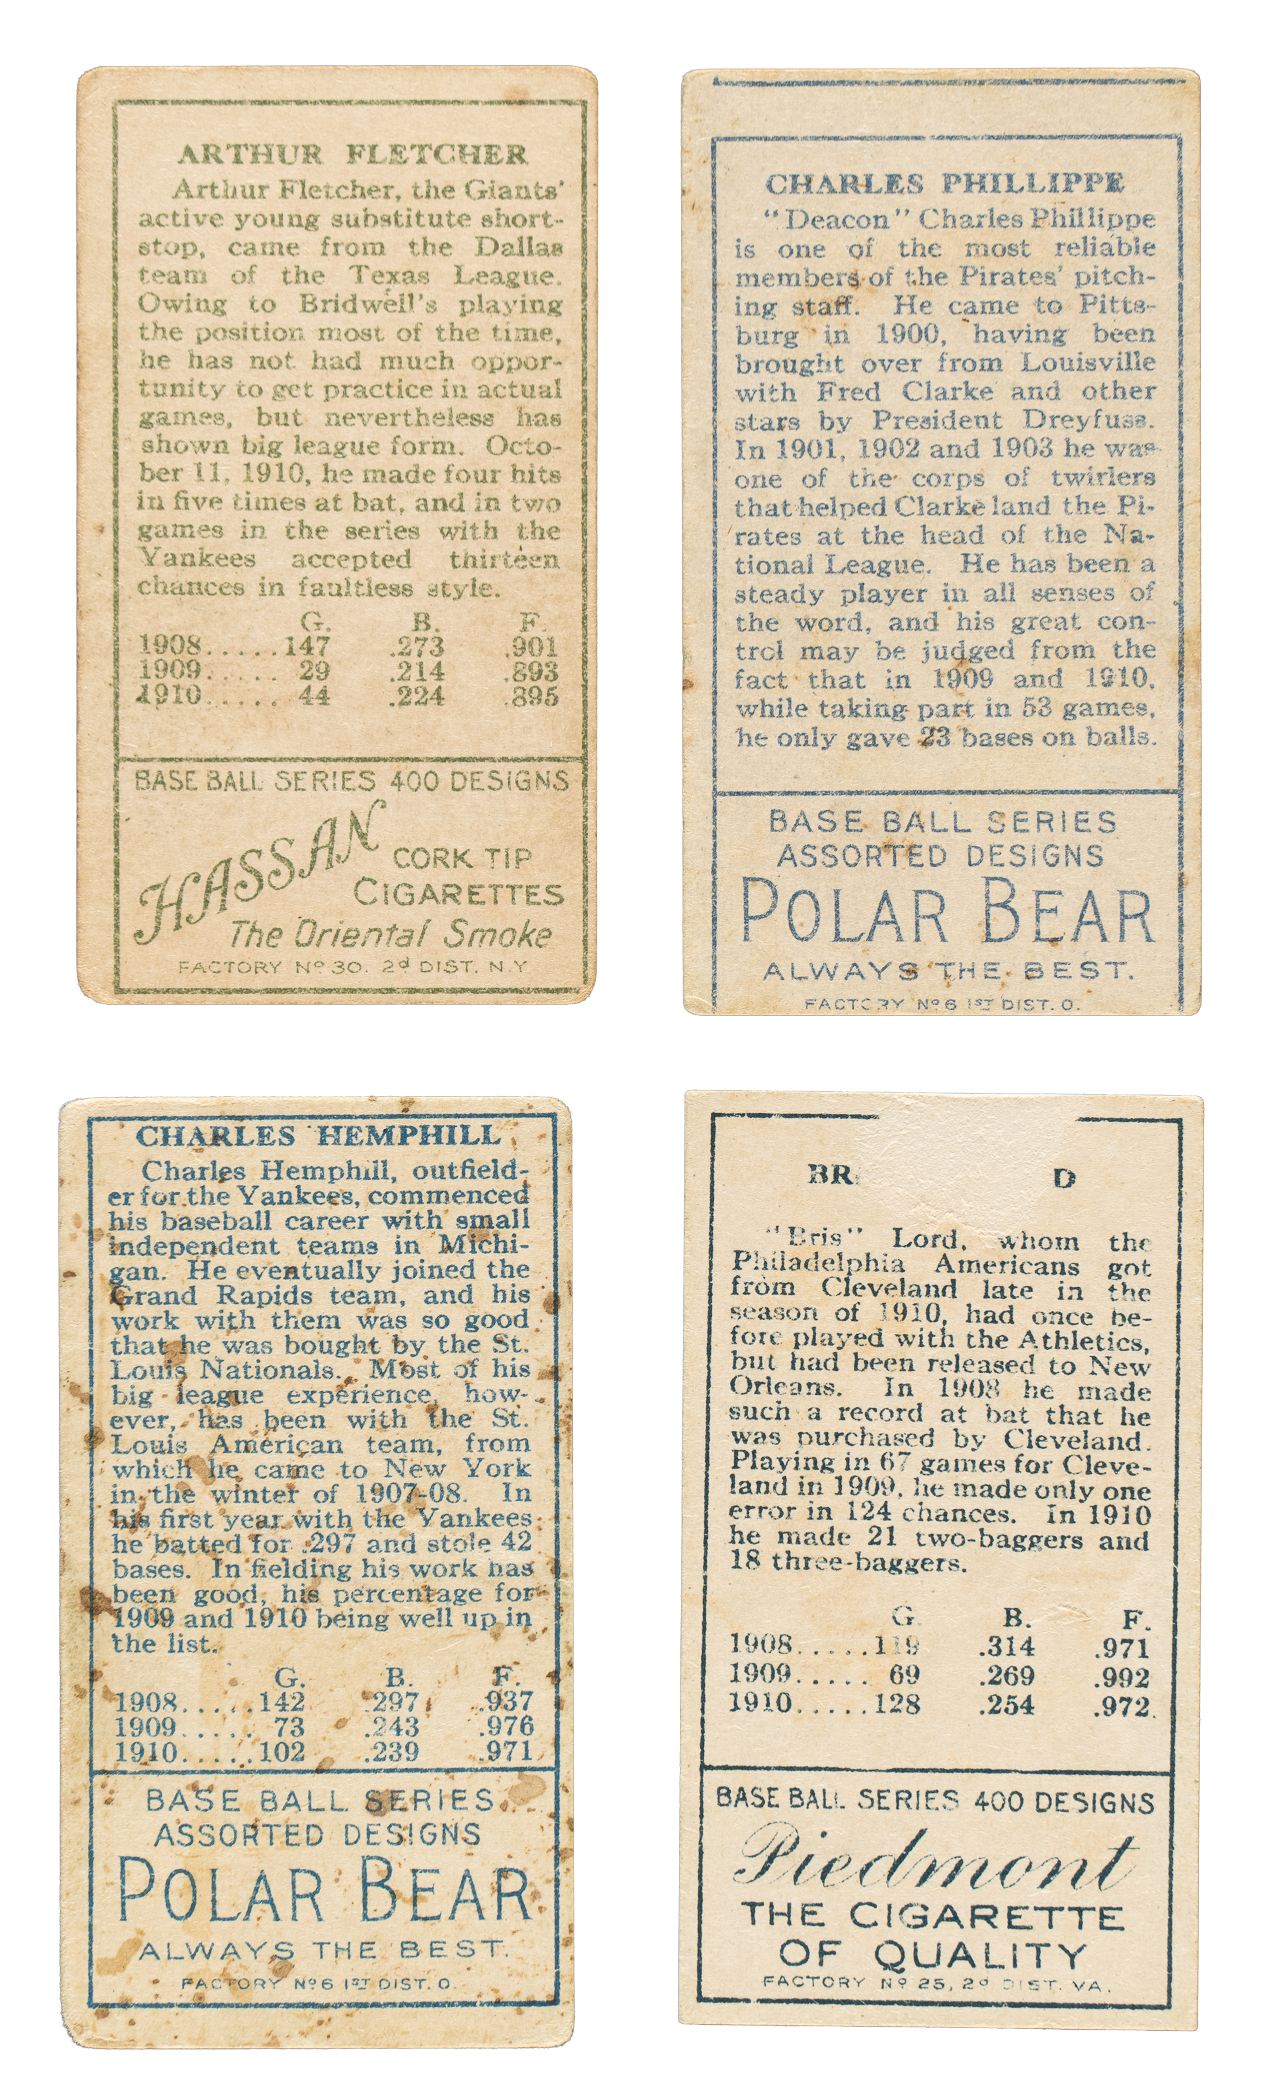 ARTHUR FLETCHER
Arthur Fletcher, the Giants'
active young substitute short-
stop, came from the Dallas
team of the Texas League.
Owing to Bridwell's playing
the position most of the time,
he has not had much oppor-
tunity to get practice in actual
games, but nevertheless has
shown big league form. Octo-
ber 11, 1910, he made four hits
in five times at bat, and in two
games in the series with the
Yankees accepted thirteen
chances in faultless style.
G. B. F.
1908.....147 .273 .901
1909..... 29 .214 .893
1910..... 44 .224 .895
BASE BALL SERIES 400 DESIGNS
HASSAN CORK TIP
CIGARETTES
The Oriental Smoke
FACTORY Nº 30. 2d DIST. N.Y
CHARLES PHILLIPPE
"Deacon" Charles Phillippe
is one of the most reliable
members of the Pirates' pitch-
ing staff. He came to Pitts-
burg in 1900, having been
brought over from Louisville
with Fred Clarke and other
stars by President Dreyfuss.
In 1901, 1902 and 1903 he was
one of the corps of twirlers
that helped Clarke land the Pi-
rates at the head of the Na-
tional League. He has been a
steady player in all senses of
the word, and his great con-
trol may be judged from the
fact that in 1909 and 1910,
while taking part in 53 games,
he only gave 23 bases on balls.
BASE BALL SERIES
ASSORTED DESIGNS
POLAR BEAR
ALWAYS THE BEST.
FACTORY Nº 6 1ST DIST. O.
CHARLES HEMPHILL
Charles Hemphill, outfield-
er for the Yankees, commenced
his baseball career with small
independent teams in Michi-
gan. He eventually joined the
Grand Rapids team, and his
work with them was so good
that he was bought by the St.
Louis Nationals. Most of his
big league experience, how-
ever, has been with the St.
Louis American team, from
which he came to New York
in the winter of 1907-08. In
his first year with the Yankees
he batted for .297 and stole 42
bases. In fielding his work has
been good, his percentage for
1909 and 1910 being well up in
the list.
G. B. F.
1908.....142 .297 .937
1909..... 73 .243 .976
1910.....102 .239 .971
BASE BALL SERIES
ASSORTED DESIGNS
POLAR BEAR
ALWAYS THE BEST.
FACTORY Nº 6 1ST DIST. O.
BR D
"Bris" Lord, whom the
Philadelphia Americans got
from Cleveland late in the
season of 1910, had once be-
fore played with the Athletics,
but had been released to New
Orleans. In 1908 he made
such a record at bat that he
was purchased by Cleveland.
Playing in 67 games for Cleve-
land in 1909, he made only one
error in 124 chances. In 1910
he made 21 two-baggers and
18 three-baggers.
G. B. F.
1908.....119 .314 .971
1909..... 69 .269 .992
1910.....128 .254 .972
BASE BALL SERIES 400 DESIGNS
Piedmont
THE CIGARETTE
OF QUALITY
FACTORY Nº 25, 2d DIST. VA.